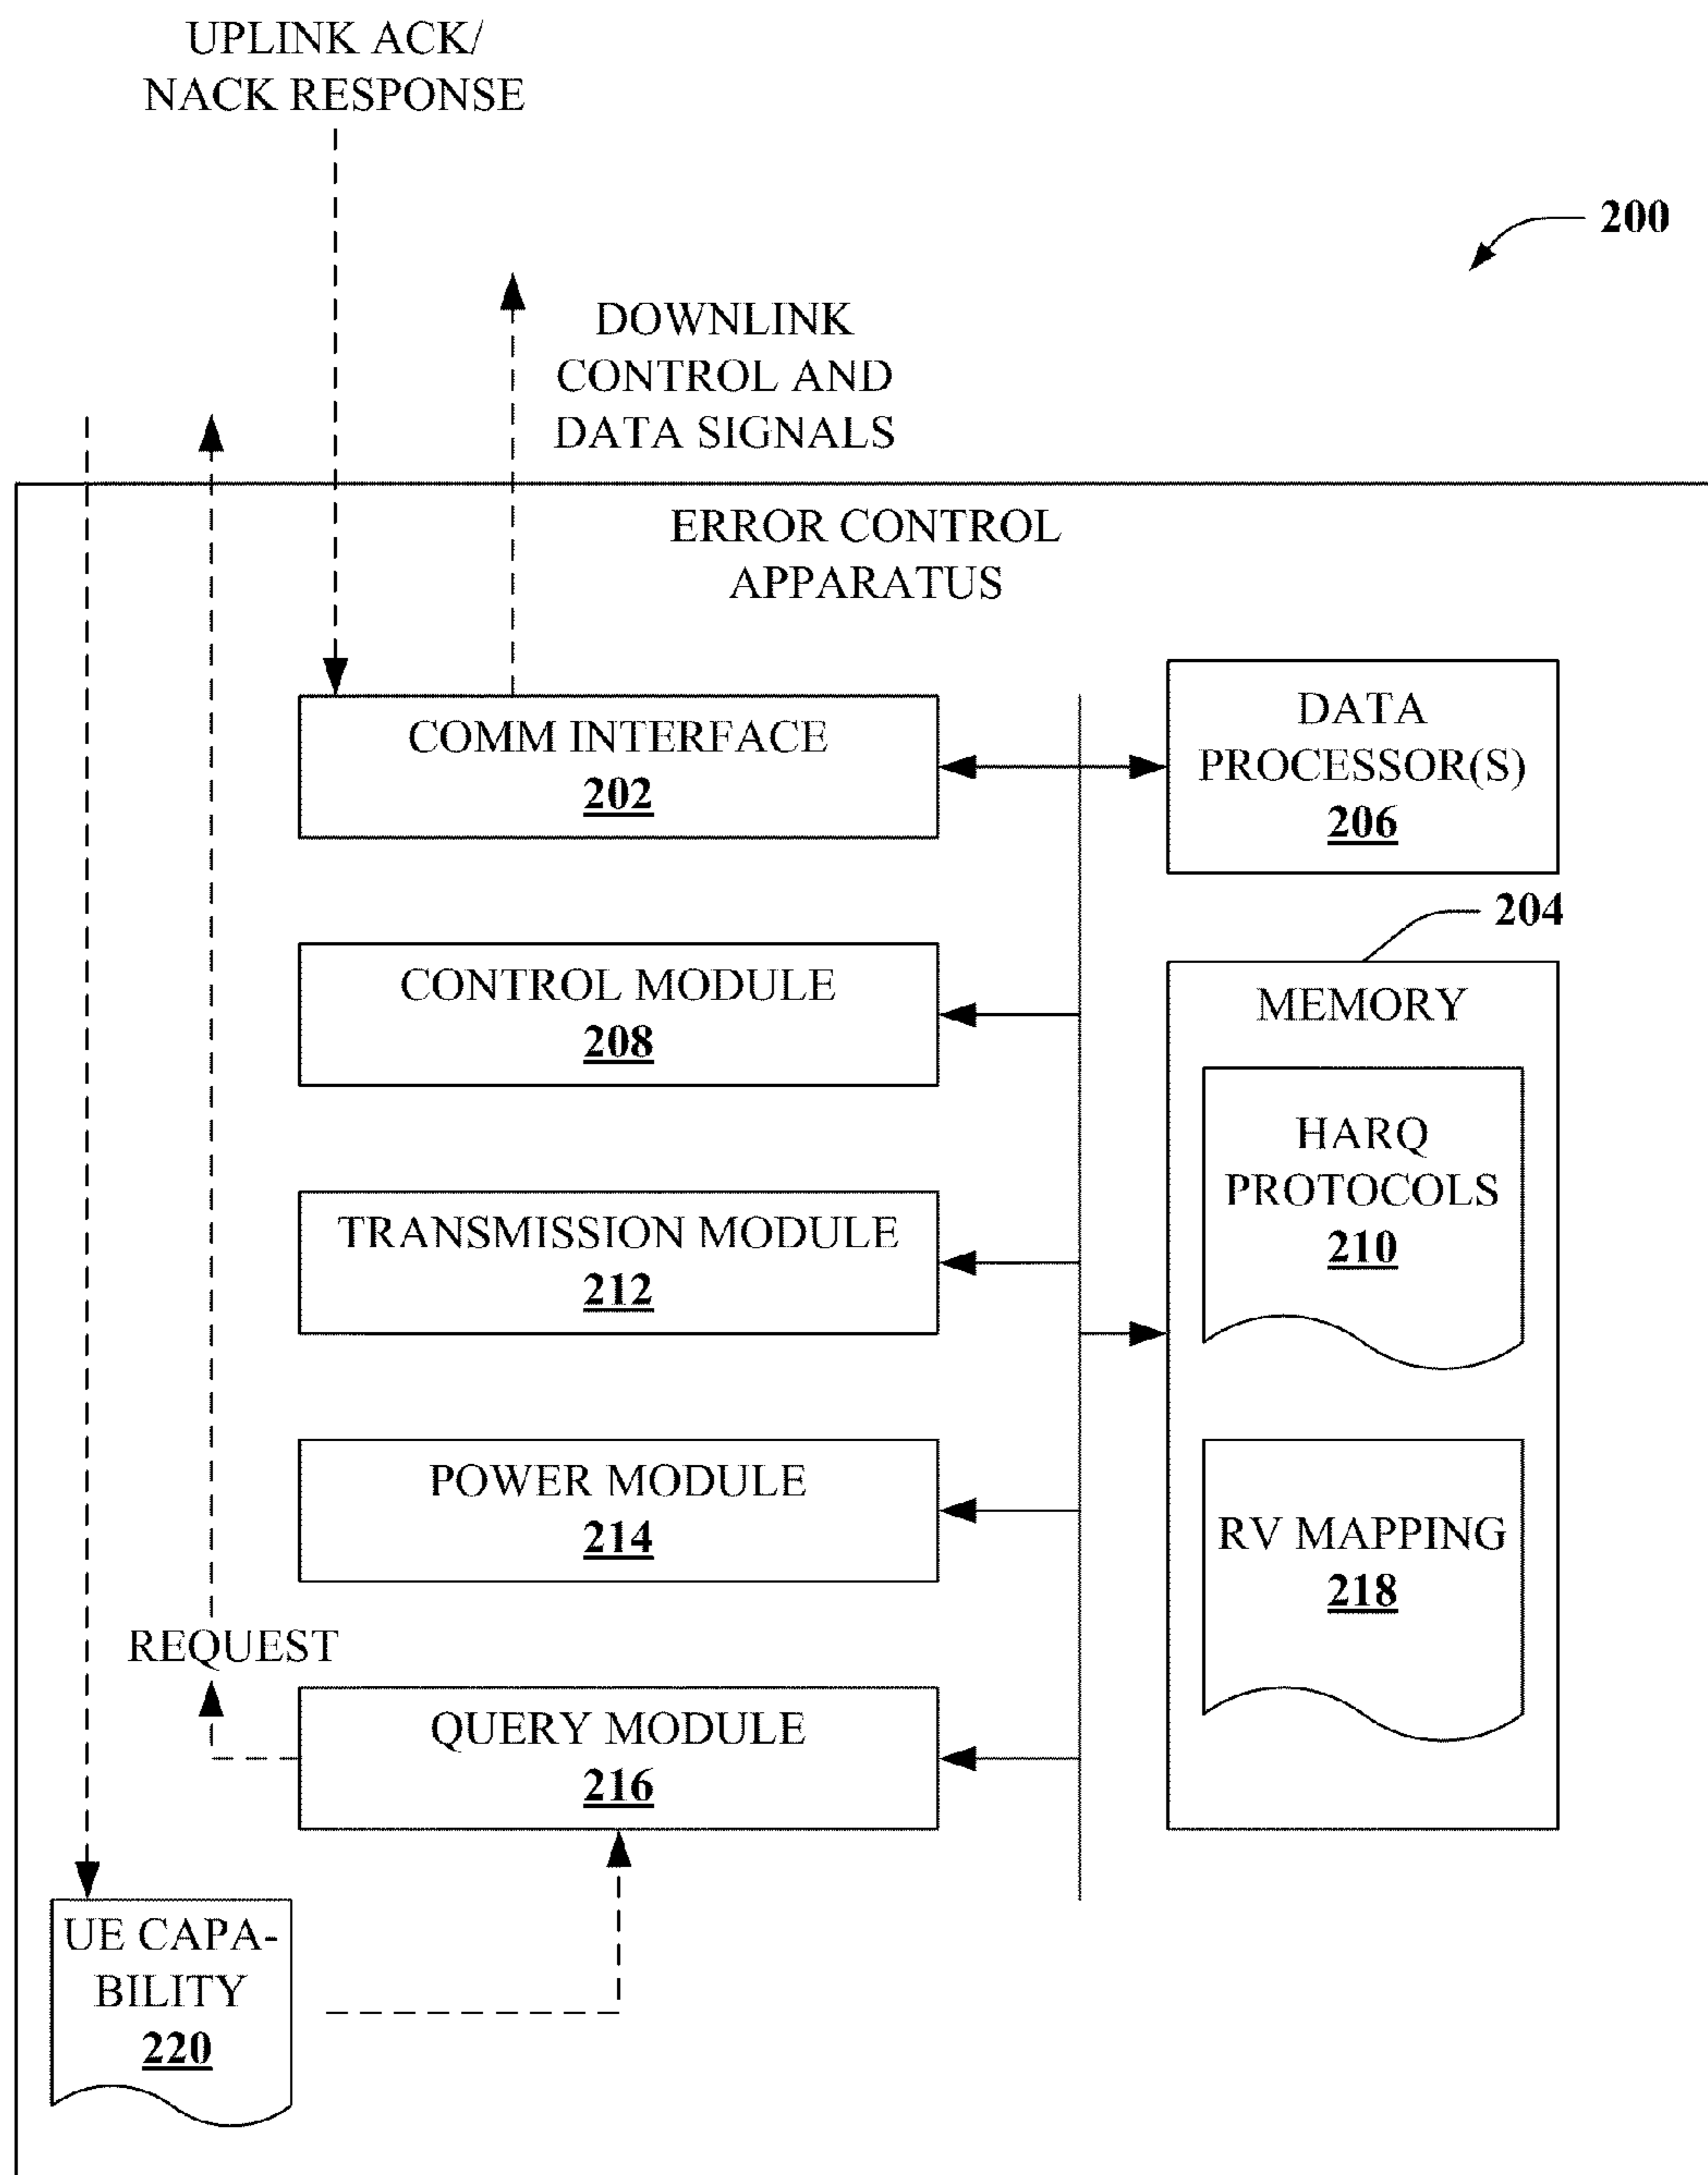 UPLINK ACK/
NACK RESPONSE
200
DOWNLINK
CONTROL AND
DATA SIGNALS
ERROR CONTROL
APPARATUS
COMM INTERFACE
202
DATA
PROCESSOR(S)
206
204
CONTROL MODULE
208
MEMORY
HARQ
PROTOCOLS
210
TRANSMISSION MODULE
212
POWER MODULE
214
RV MAPPING
218
REQUEST
QUERY MODULE
216
UE CAPA-
BILITY
220